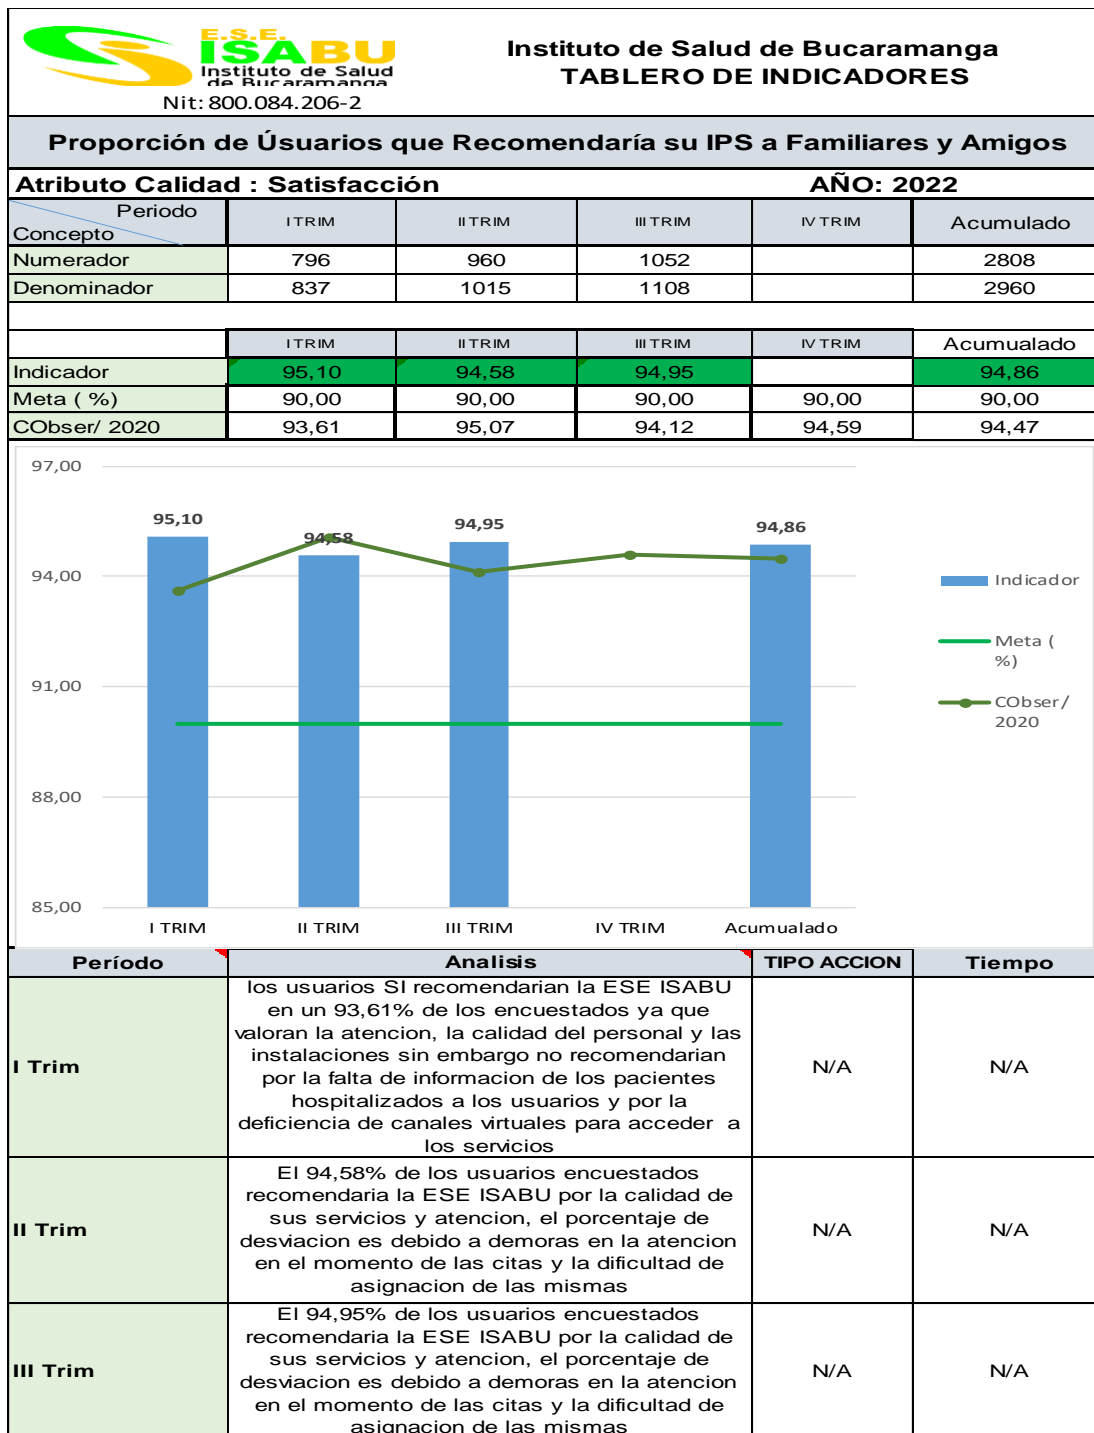 E.S.E.
ISABU
Instituto de Salud
de Bucaramanga
Nit: 800.084.206-2
Instituto de Salud de Bucaramanga
TABLERO DE INDICADORES
Proporción de Úsuarios que Recomendaría su IPS a Familiares y Amigos
Atributo Calidad : Satisfacción AÑO: 2022
Periodo
Concepto I TRIM II TRIM III TRIM IV TRIM Acumulado
Numerador 796 960 1052 2808
Denominador 837 1015 1108 2960
I TRIM II TRIM III TRIM IV TRIM Acumualado
Indicador 95,10 94,58 94,95 94,86
Meta ( %) 90,00 90,00 90,00 90,00 90,00
CObser/ 2020 93,61 95,07 94,12 94,59 94,47
97,00
94,00
91,00
88,00
85,00
95,10
94,58
94,95
94,86
I TRIM II TRIM III TRIM IV TRIM Acumualado
Indicador
Meta (
%)
CObser/
2020
Período Analisis TIPO ACCION Tiempo
I Trim
los usuarios SI recomendarian la ESE ISABU
en un 93,61% de los encuestados ya que
valoran la atencion, la calidad del personal y las
instalaciones sin embargo no recomendarian
por la falta de informacion de los pacientes
hospitalizados a los usuarios y por la
deficiencia de canales virtuales para acceder a
los servicios
N/A N/A
II Trim
El 94,58% de los usuarios encuestados
recomendaria la ESE ISABU por la calidad de
sus servicios y atencion, el porcentaje de
desviacion es debido a demoras en la atencion
en el momento de las citas y la dificultad de
asignacion de las mismas
N/A N/A
III Trim
El 94,95% de los usuarios encuestados
recomendaria la ESE ISABU por la calidad de
sus servicios y atencion, el porcentaje de
desviacion es debido a demoras en la atencion
en el momento de las citas y la dificultad de
asignacion de las mismas
N/A N/A